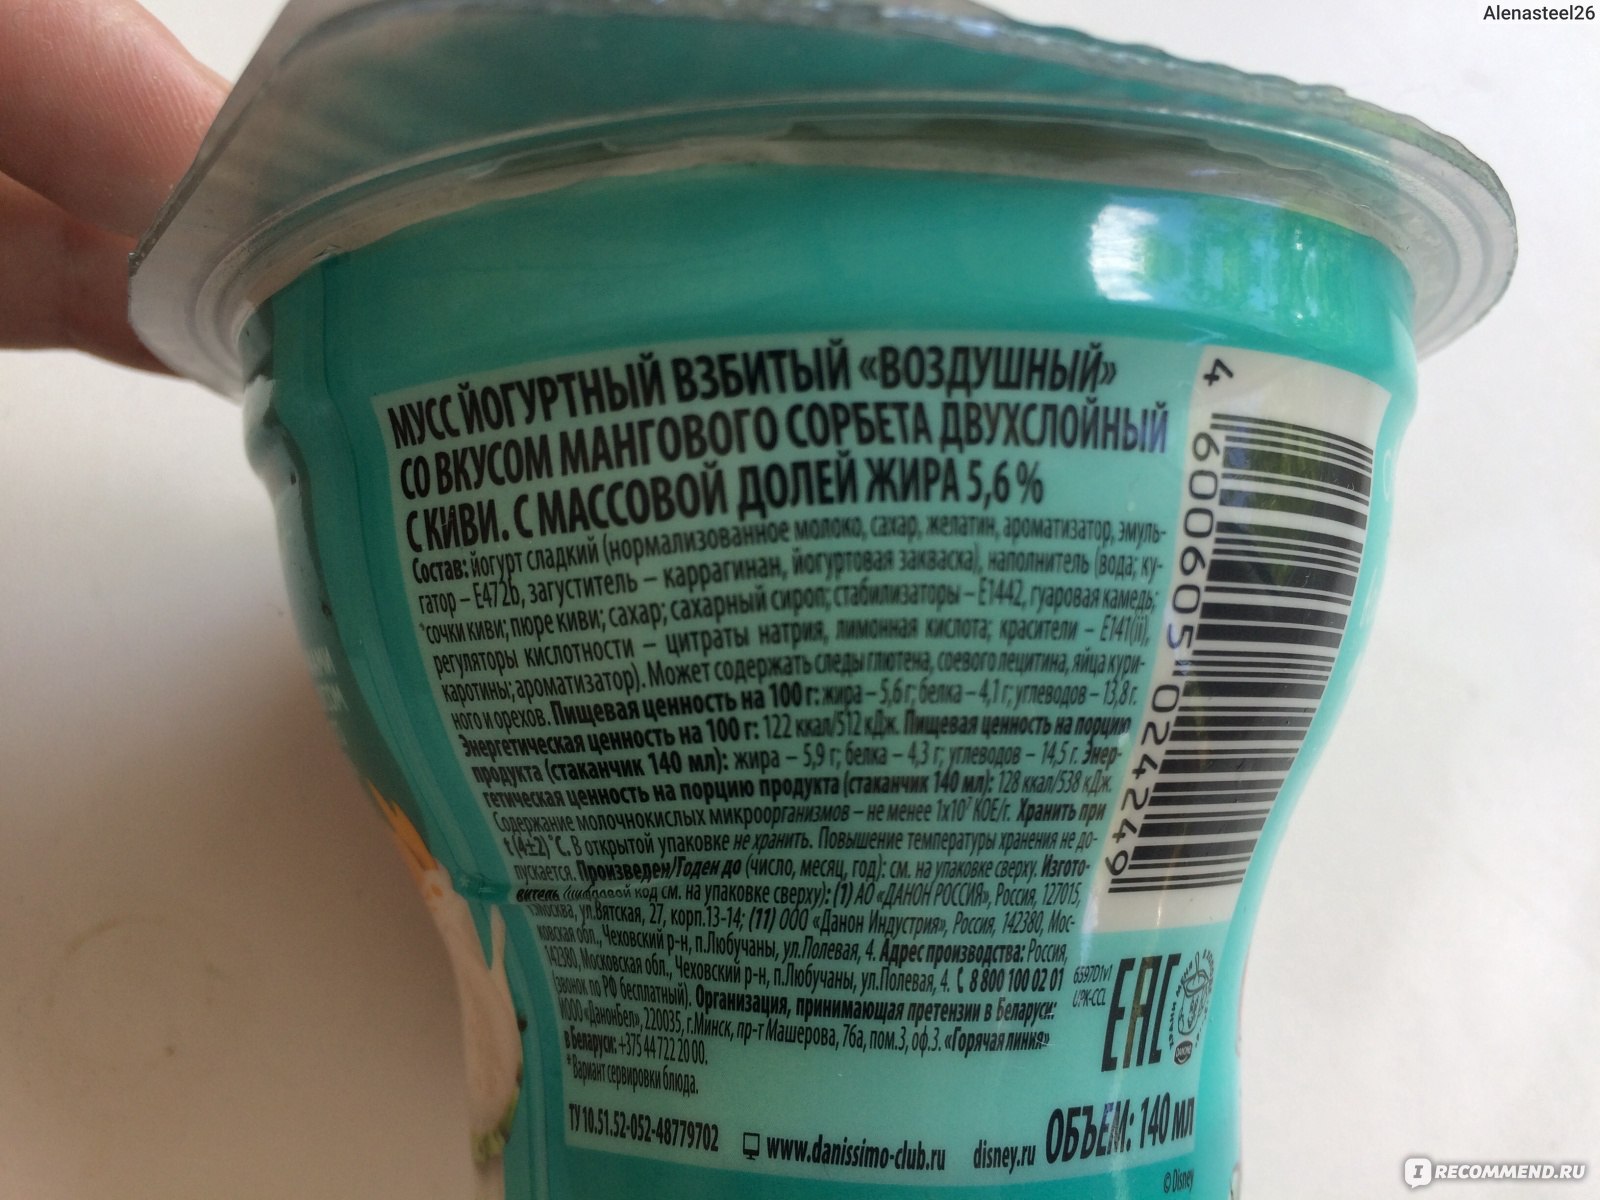 Alenasteel26
МУСС ЙОГУРТНЫЙ ВЗБИТЫЙ «ВОЗДУШНЫЙ»
СО ВКУСОМ МАНГОВОГО СОРБЕТА ДВУХСЛОЙНЫЙ
С КИВИ. С МАССОВОЙ ДОЛЕЙ ЖИРА 5,6 %
Состав: йогурт сладкий (нормализованное молоко, сахар, желатин, ароматизатор, эмуль-
гатор – Е472b, загуститель – каррагинан, йогуртовая закваска), наполнитель (вода; ку-
сочки киви; пюре киви; сахар; сахарный сироп; стабилизаторы – Е1442, гуаровая камедь;
регуляторы кислотности – цитраты натрия, лимонная кислота; красители – Е141(ii),
каротины; ароматизатор). Может содержать следы глютена, соевого лецитина, яйца кури-
ного и орехов. Пищевая ценность на 100 г: жира – 5,6 г; белка – 4,1 г; углеводов – 13,8 г.
Энергетическая ценность на 100 г: 122 ккал/512 кДж. Пищевая ценность на порцию
продукта (стаканчик 140 мл): жира – 5,9 г; белка – 4,3 г; углеводов – 14,5 г. Энер-
гетическая ценность на порцию продукта (стаканчик 140 мл): 128 ккал/538 кДж.
Содержание молочнокислых микроорганизмов – не менее 1х10⁷ КОЕ/г. Хранить при
t (4±2) °С. В открытой упаковке не хранить. Повышение температуры хранения не до-
пускается. Произведен/Годен до (число, месяц, год): см. на упаковке сверху. Изгото-
витель (цифровой код см. на упаковке сверху): (1) АО «ДАНОН РОССИЯ», Россия, 127015,
г.Москва, ул.Вятская, 27, корп.13-14; (11) ООО «Данон Индустрия», Россия, 142380, Мос-
ковская обл., Чеховский р-н, п.Любучаны, ул.Полевая, 4. Адрес производства: Россия,
142380, Московская обл., Чеховский р-н, п.Любучаны, ул.Полевая, 4. 8 800 100 02 01
(звонок по РФ бесплатный). Организация, принимающая претензии в Беларуси:
ИООО «ДанонБел», 220035, г.Минск, пр-т Машерова, 76а, пом.3, оф.3. «Горячая линия»
в Беларуси: +375 44 722 20 00.
* Вариант сервировки блюда.
ТУ 10.51.52-052-48779702
www.danissimo-club.ru
disney.ru
ОБЪЕМ: 140 МЛ
© Disney
4 600605 024249
6597D1v1
UPK-CCL
EAC
DANONE
IRECOMMEND.RU